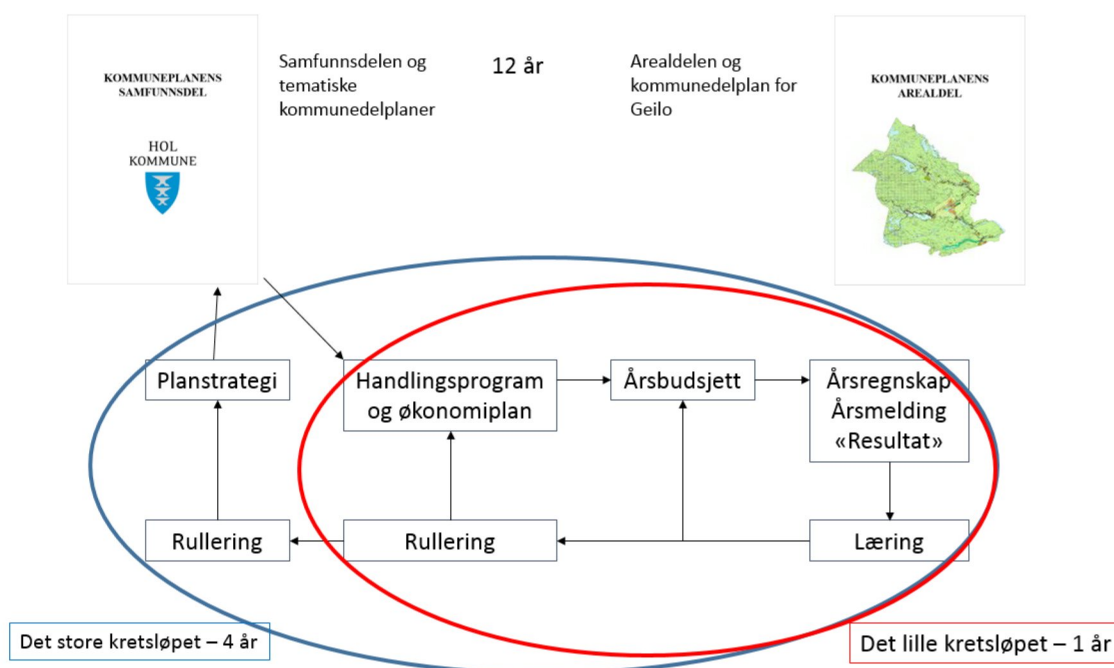 KOMMUNEPLANENS
SAMFUNNSDEL
HOL
KOMMUNE
Samfunnsdelen og
tematiske
kommunedelplaner
12 år
Arealdelen og
kommunedelplan for
Geilo
KOMMUNEPLANENS
AREALDEL
Planstrategi
Handlingsprogram
og økonomiplan
Årsbudsjett
Årsregnskap
Årsmelding
«Resultat»
Rullering
Rullering
Læring
Det store kretsløpet – 4 år
Det lille kretsløpet – 1 år